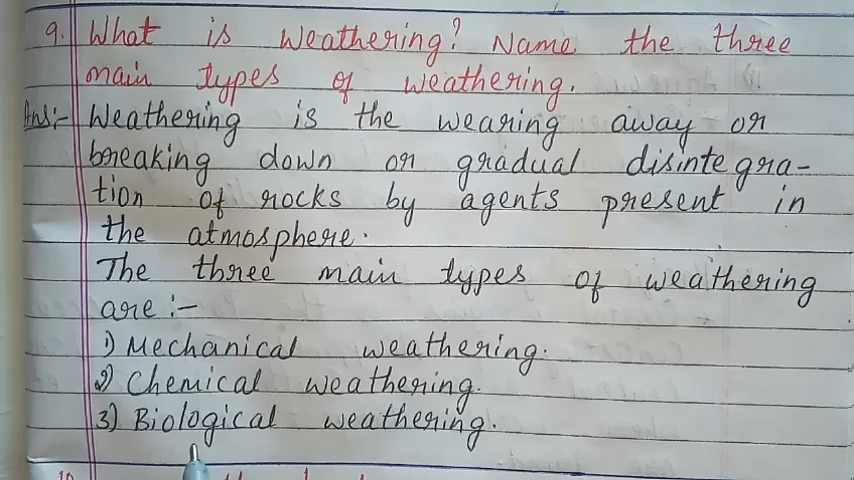 9. What is Weathering? Name the three
main types of weathering.
Ans:- Weathering is the wearing away or
breaking down or gradual disintegra-
tion of rocks by agents present in
the atmosphere.
The three main types of weathering
are :-
1) Mechanical weathering.
2) Chemical weathering.
3) Biological weathering.
10.